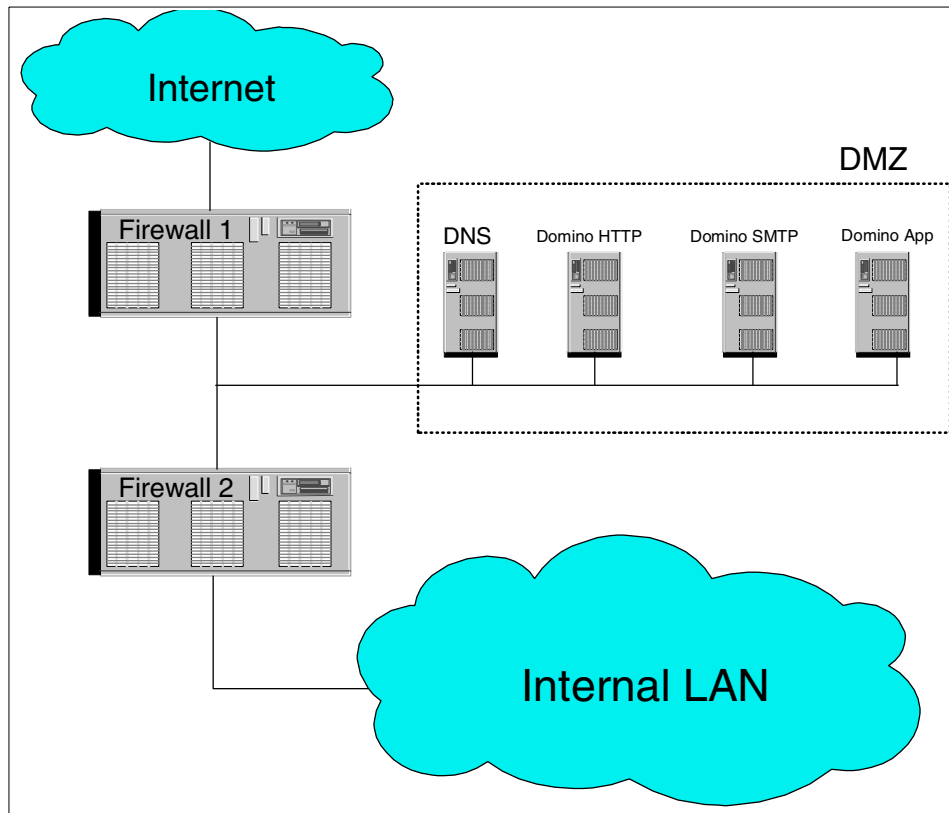 Internet
DMZ
Firewall 1
DNS
Domino HTTP
Domino SMTP
Domino App
Firewall 2
Internal LAN